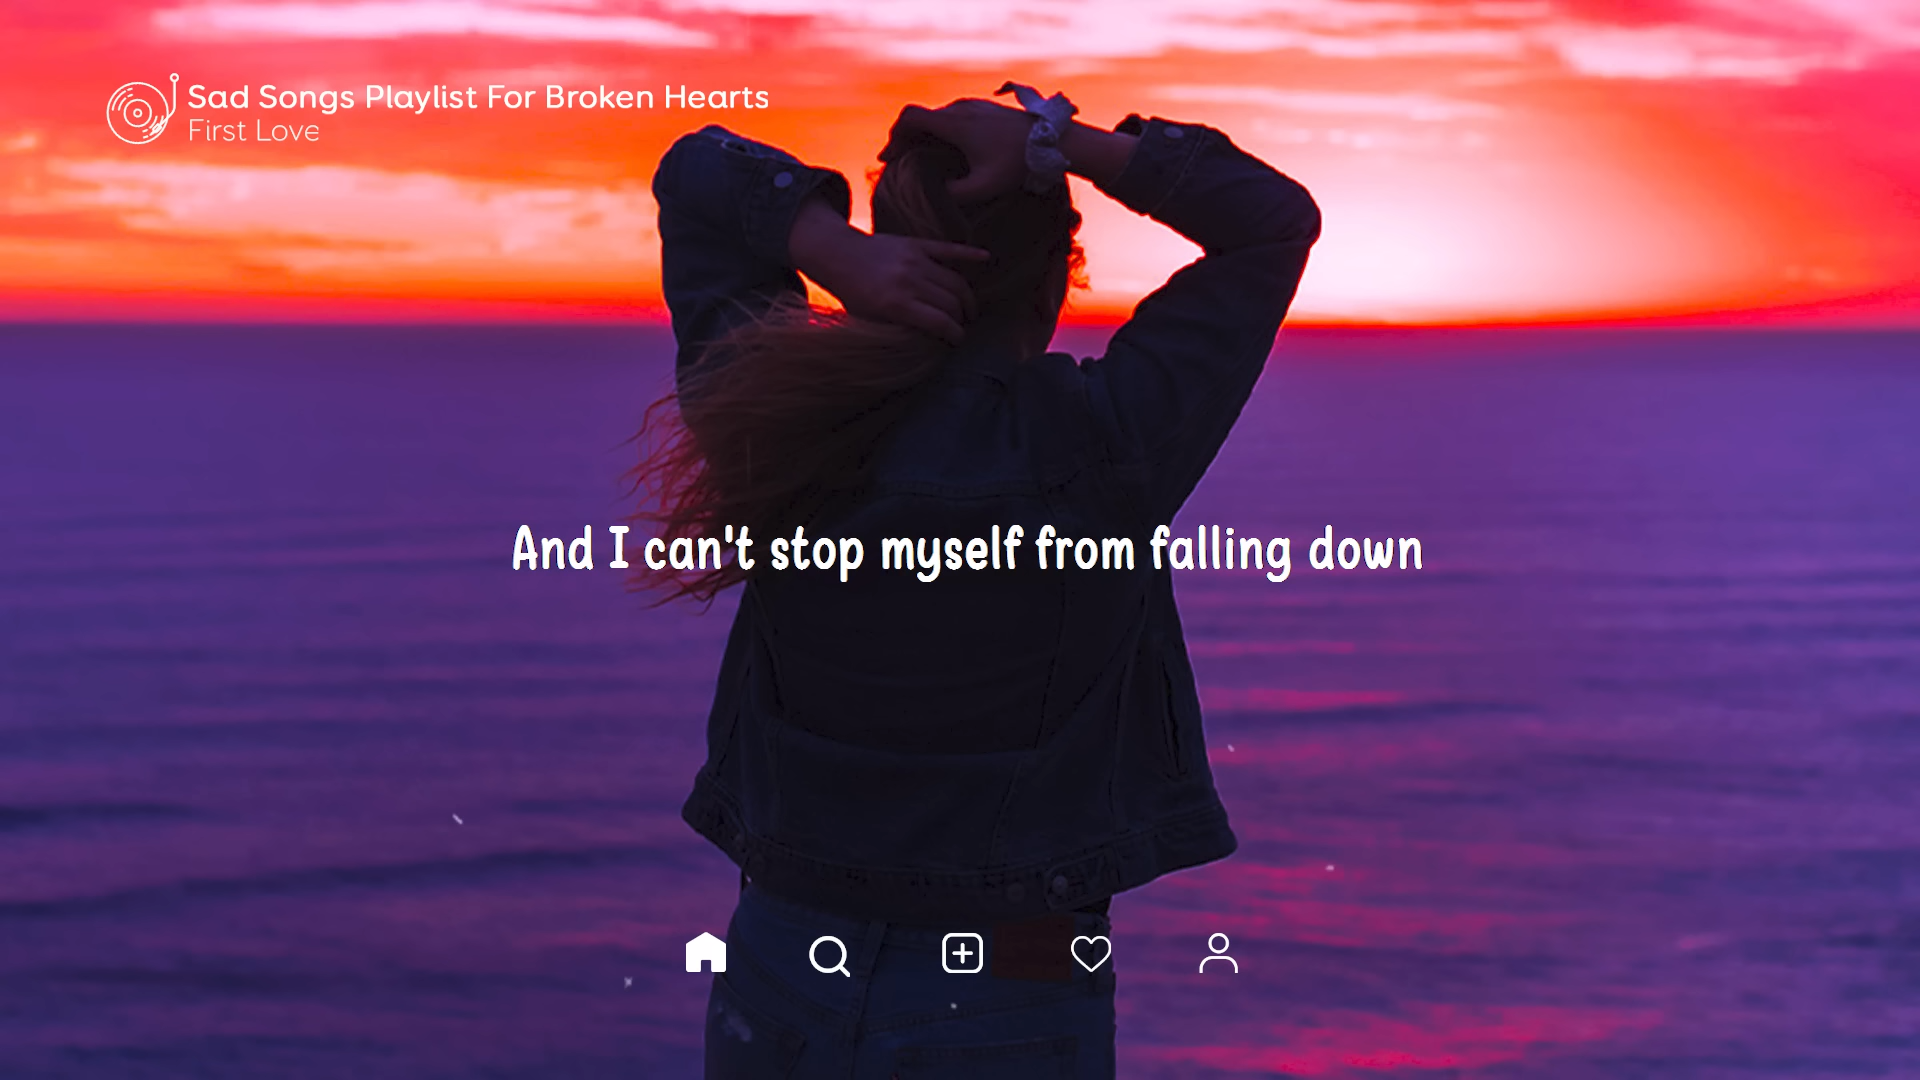 Sad Songs Playlist For Broken Hearts
First Love
And I can't stop myself from falling down